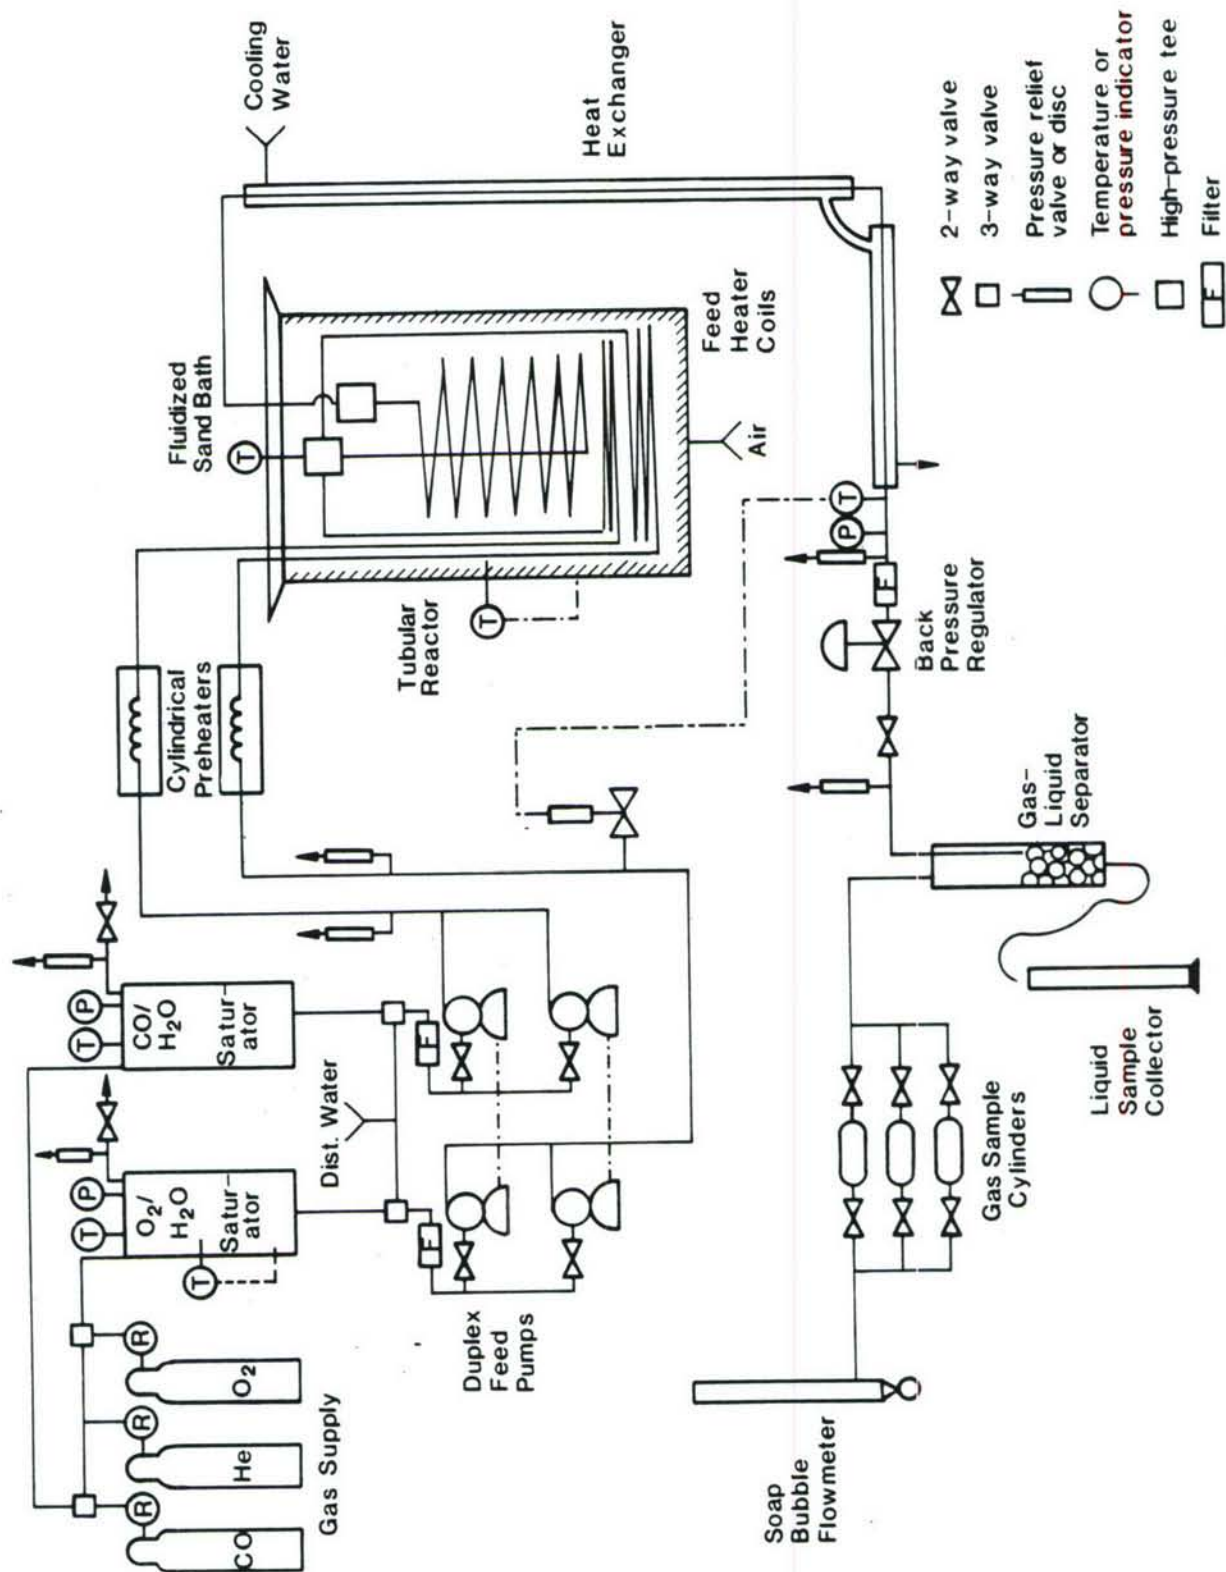 CO
He
O2
R
R
R
Gas Supply
T
P
O2/
H2O
Satur-
ator
T
T
P
CO/
H2O
Satur-
ator
Dist. Water
F
F
Duplex
Feed
Pumps
Cylindrical
Preheaters
Tubular
Reactor
T
Fluidized
Sand Bath
T
Feed
Heater
Coils
Air
Cooling
Water
Heat
Exchanger
T
P
F
Back
Pressure
Regulator
Gas-
Liquid
Separator
Liquid
Sample
Collector
Gas Sample
Cylinders
Soap
Bubble
Flowmeter
2-way valve
3-way valve
Pressure relief
valve or disc
Temperature or
pressure indicator
High-pressure tee
F
Filter